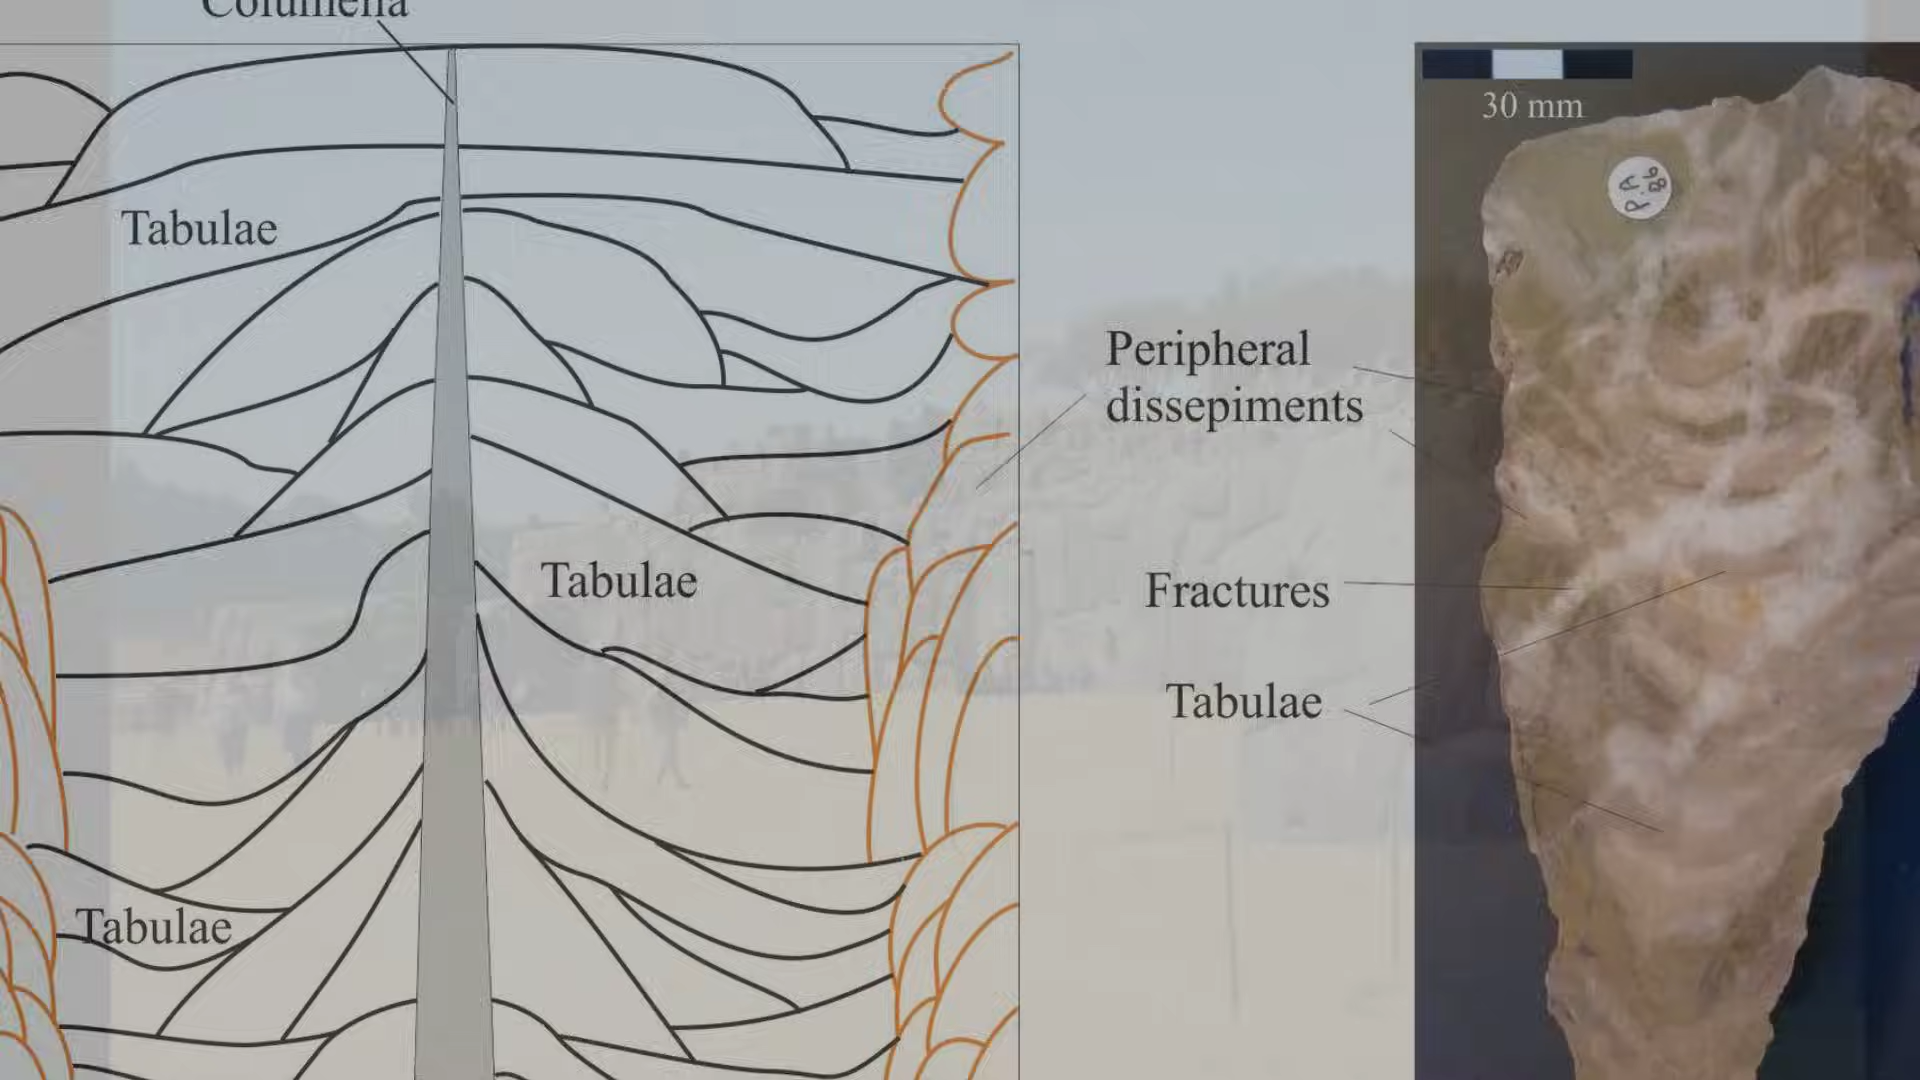 Columella
Tabulae
Tabulae
Tabulae
Peripheral
dissepiments
Fractures
Tabulae
30 mm